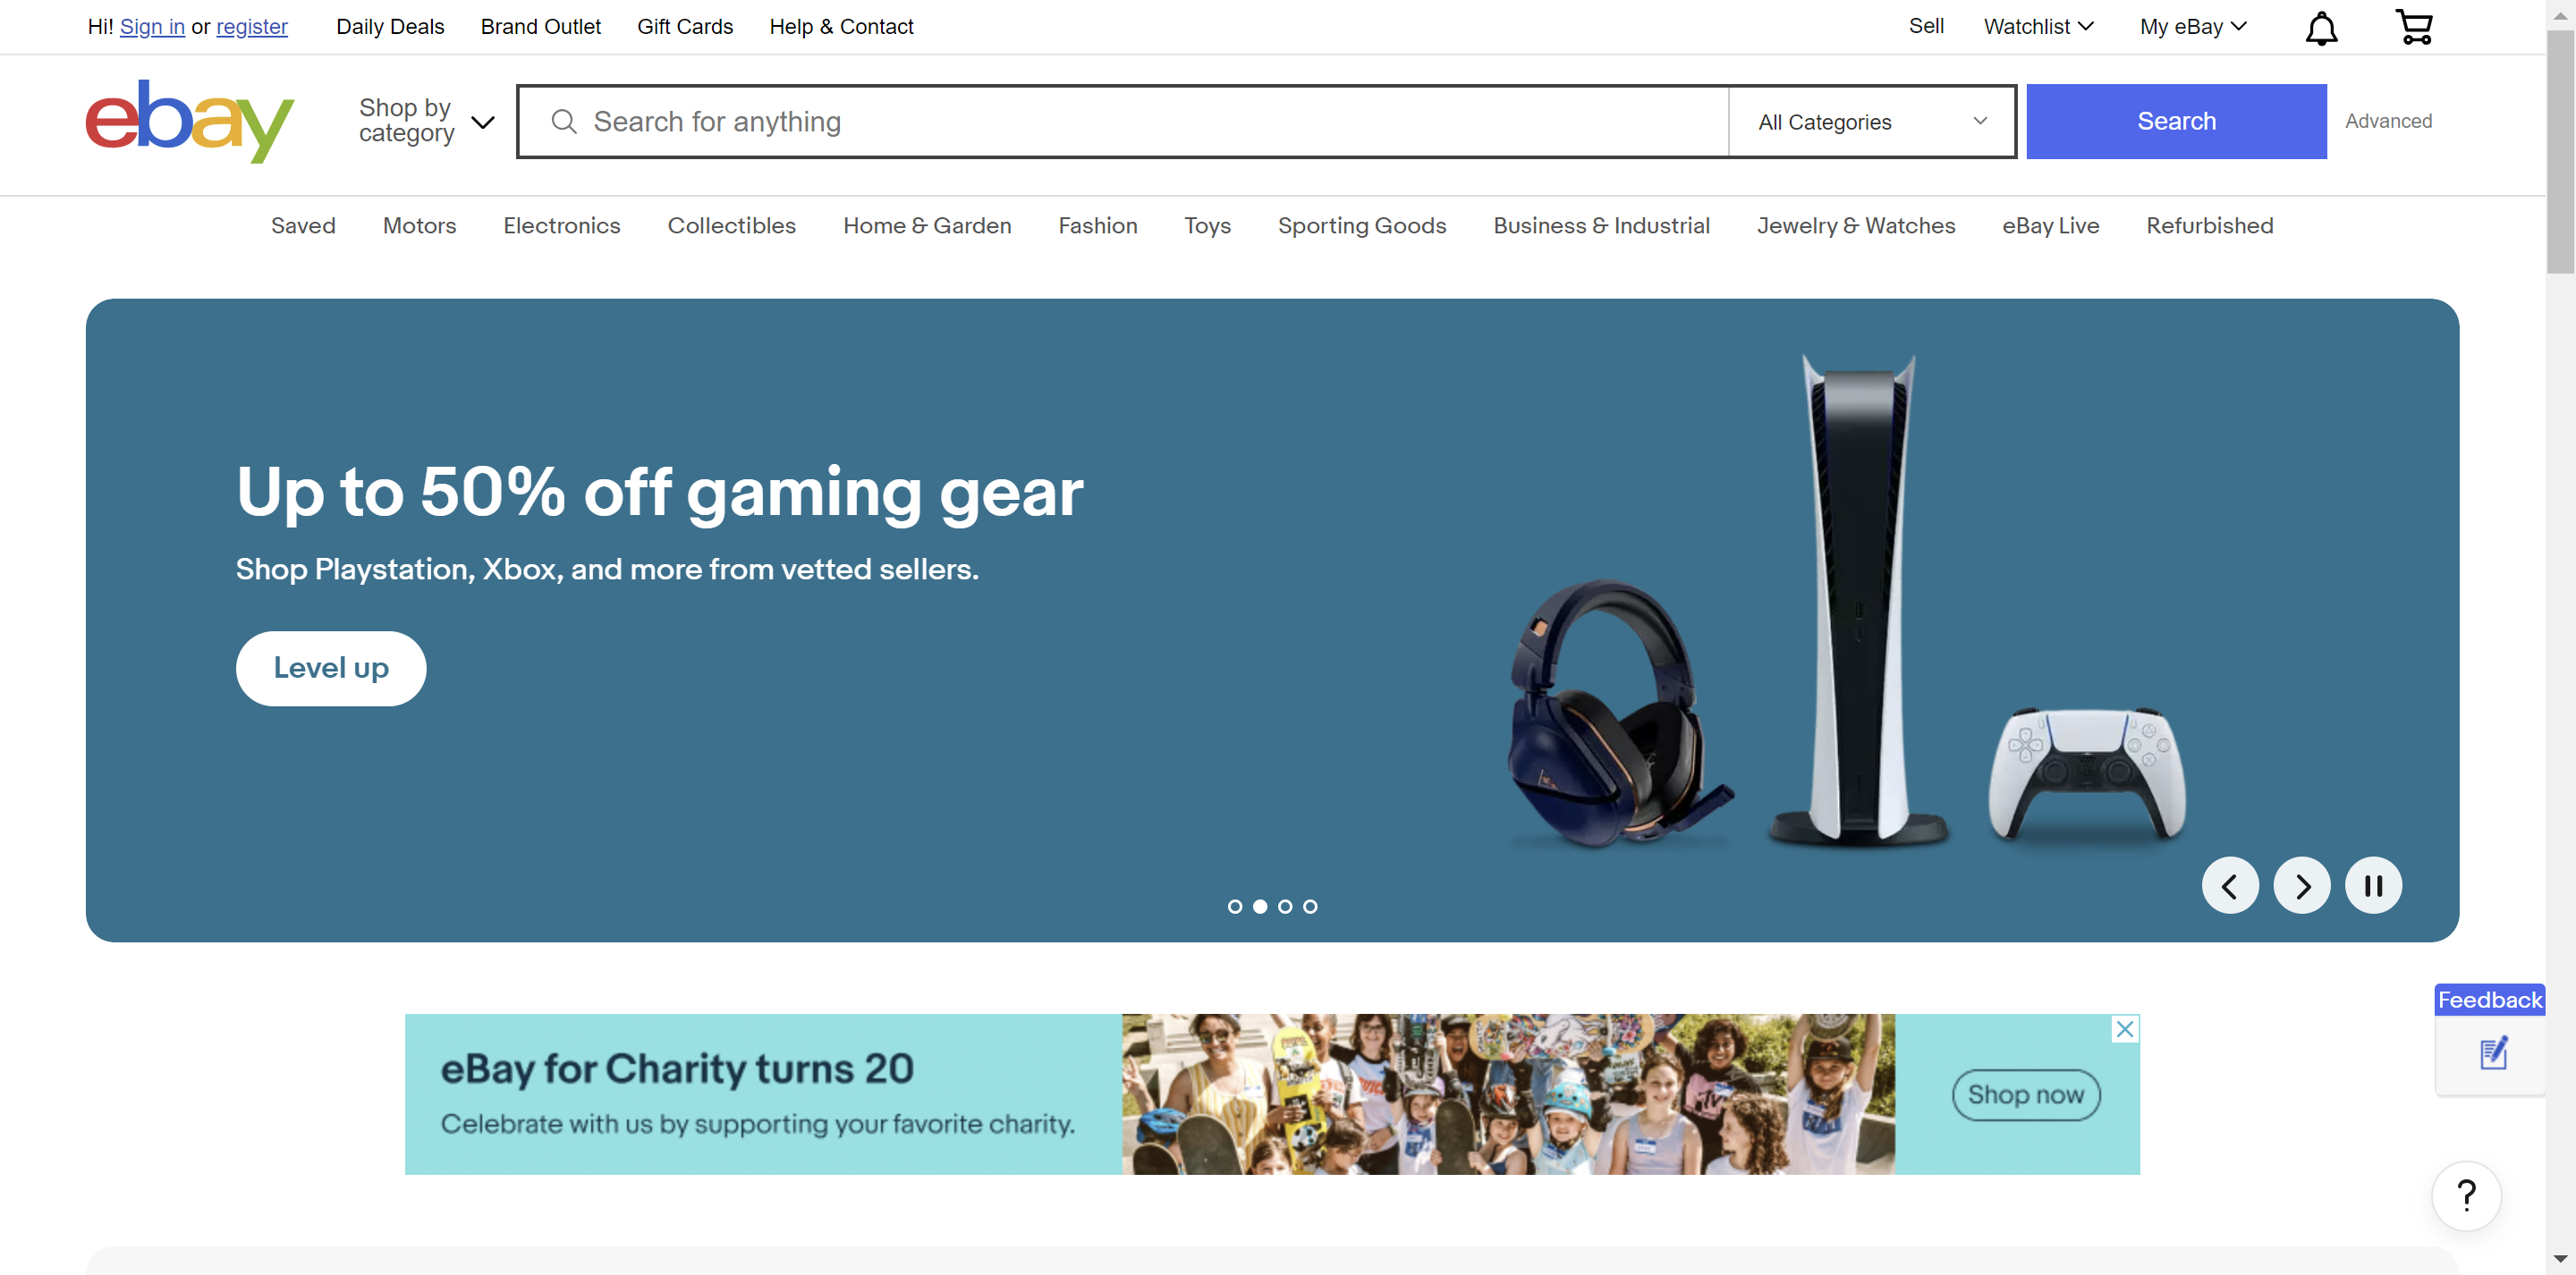 Hi! Sign in or register Daily Deals Brand Outlet Gift Cards Help & Contact Sell Watchlist My eBay
ebay
Shop by category
Search for anything
All Categories
Search
Advanced
Saved Motors Electronics Collectibles Home & Garden Fashion Toys Sporting Goods Business & Industrial Jewelry & Watches eBay Live Refurbished
Up to 50% off gaming gear
Shop Playstation, Xbox, and more from vetted sellers.
Level up
Feedback
eBay for Charity turns 20
Celebrate with us by supporting your favorite charity.
Shop now
?